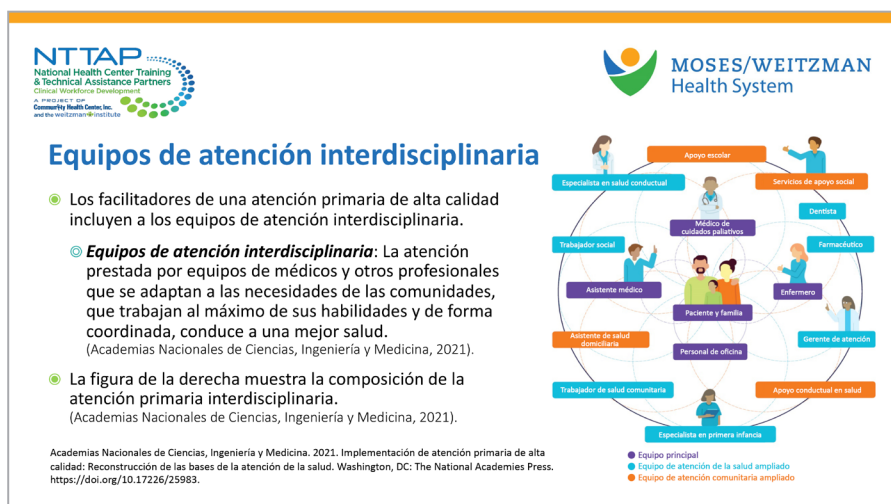 NTTAP
National Health Center Training
& Technical Assistance Partners
Clinical Workforce Development
A PROJECT OF
Community Health Center, Inc.
and the weitzman institute
MOSES/WEITZMAN
Health System
Equipos de atención interdisciplinaria
Los facilitadores de una atención primaria de alta calidad
incluyen a los equipos de atención interdisciplinaria.
Equipos de atención interdisciplinaria: La atención
prestada por equipos de médicos y otros profesionales
que se adaptan a las necesidades de las comunidades,
que trabajan al máximo de sus habilidades y de forma
coordinada, conduce a una mejor salud.
(Academias Nacionales de Ciencias, Ingeniería y Medicina, 2021).
La figura de la derecha muestra la composición de la
atención primaria interdisciplinaria.
(Academias Nacionales de Ciencias, Ingeniería y Medicina, 2021).
Academias Nacionales de Ciencias, Ingeniería y Medicina. 2021. Implementación de atención primaria de alta
calidad: Reconstrucción de las bases de la atención de la salud. Washington, DC: The National Academies Press.
https://doi.org/10.17226/25983.
Apoyo escolar
Especialista en salud conductual
Servicios de apoyo social
Dentista
Médico de
cuidados paliativos
Trabajador social
Farmacéutico
Asistente médico
Enfermero
Paciente y familia
Asistente de salud
domiciliaria
Gerente de atención
Personal de oficina
Trabajador de salud comunitaria
Apoyo conductual en salud
Especialista en primera infancia
Equipo principal
Equipo de atención de la salud ampliado
Equipo de atención comunitaria ampliado